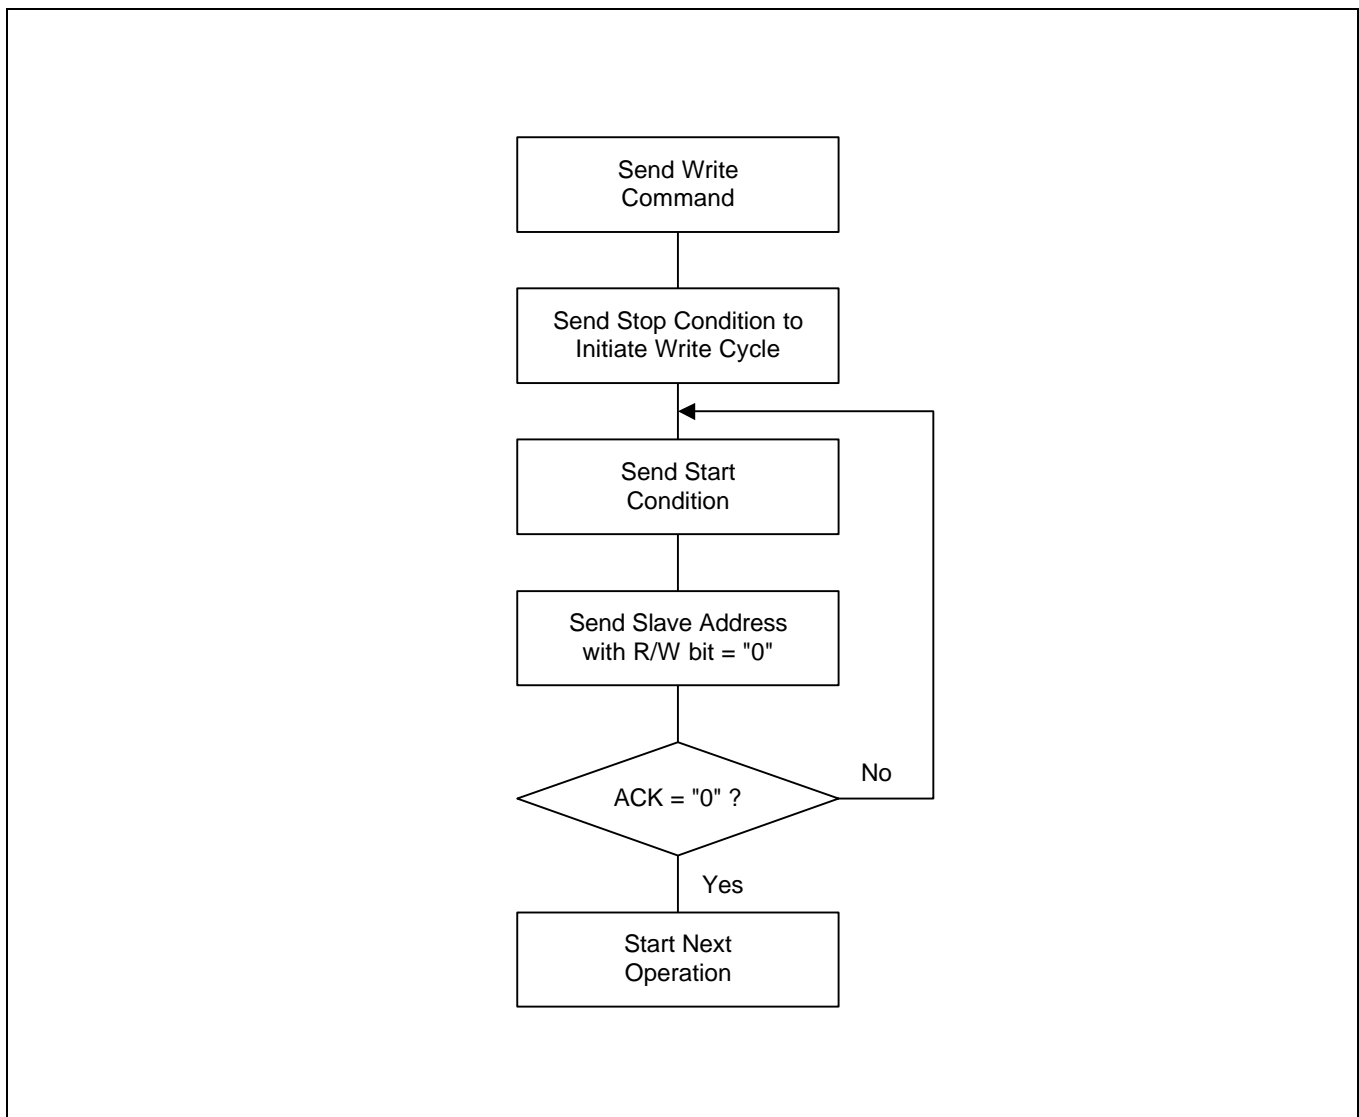 Send Write
Command
Send Stop Condition to
Initiate Write Cycle
Send Start
Condition
Send Slave Address
with R/W bit = "0"
ACK = "0" ?
No
Yes
Start Next
Operation